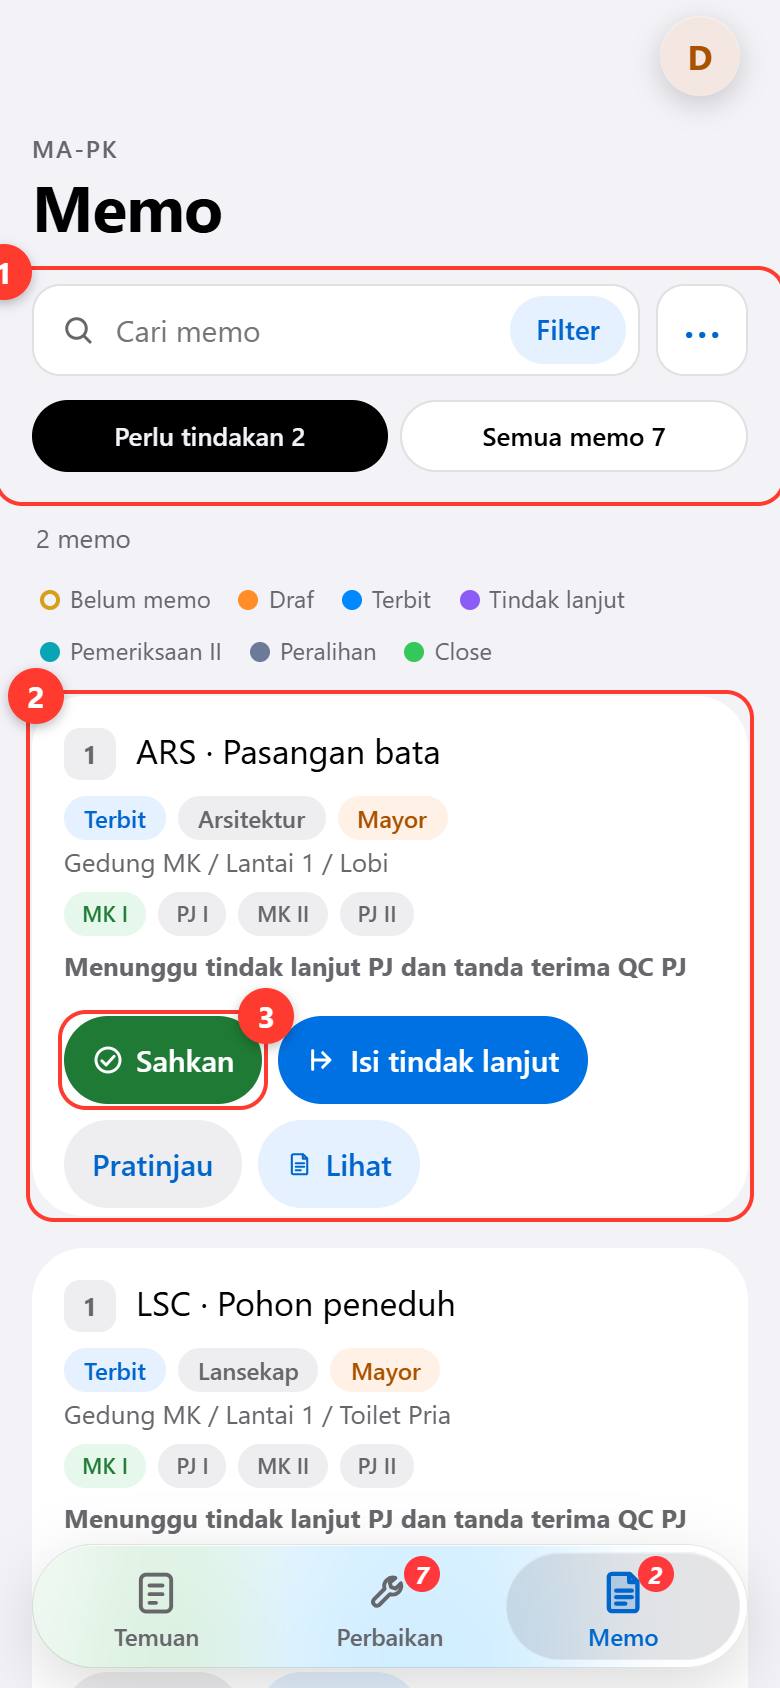 D
MA-PK
Memo
1
Cari memo Filter ...
Perlu tindakan 2 Semua memo 7
2 memo
Belum memo Draf Terbit Tindak lanjut
Pemeriksaan II Peralihan Close
2
1 ARS · Pasangan bata
Terbit Arsitektur Mayor
Gedung MK / Lantai 1 / Lobi
MK I PJ I MK II PJ II
Menunggu tindak lanjut PJ dan tanda terima QC PJ
3
Sahkan Isi tindak lanjut
Pratinjau Lihat
1 LSC · Pohon peneduh
Terbit Lansekap Mayor
Gedung MK / Lantai 1 / Toilet Pria
MK I PJ I MK II PJ II
Menunggu tindak lanjut PJ dan tanda terima QC PJ
7 2
Temuan Perbaikan Memo